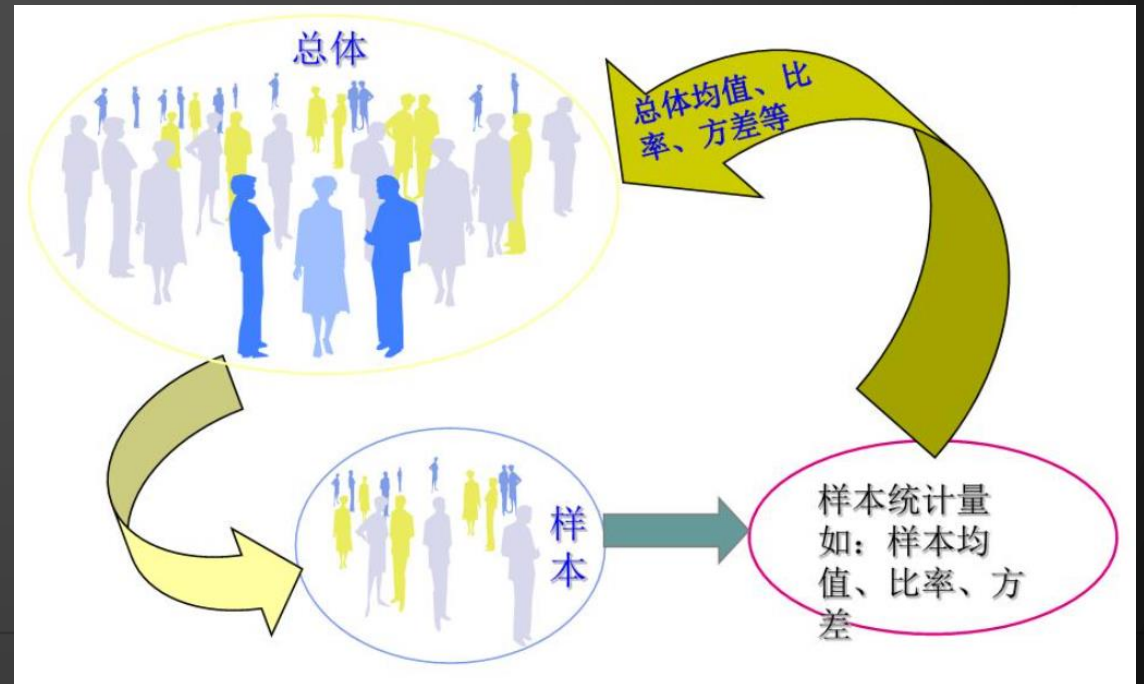 总体
总体均值、比
率、方差等
样
本
样本统计量
如：样本均
值、比率、方
差